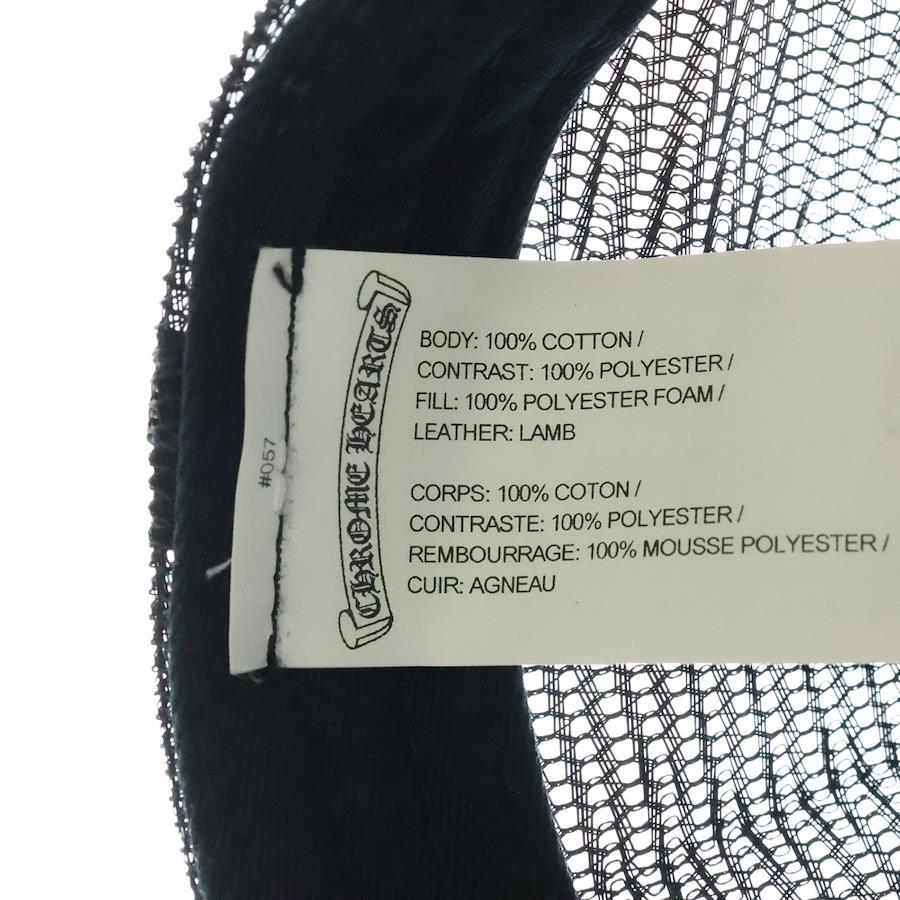 #057
CHROME HEARTS
BODY: 100% COTTON /
CONTRAST: 100% POLYESTER /
FILL: 100% POLYESTER FOAM /
LEATHER: LAMB
CORPS: 100% COTON /
CONTRASTE: 100% POLYESTER /
REMBOURRAGE: 100% MOUSSE POLYESTER /
CUIR: AGNEAU